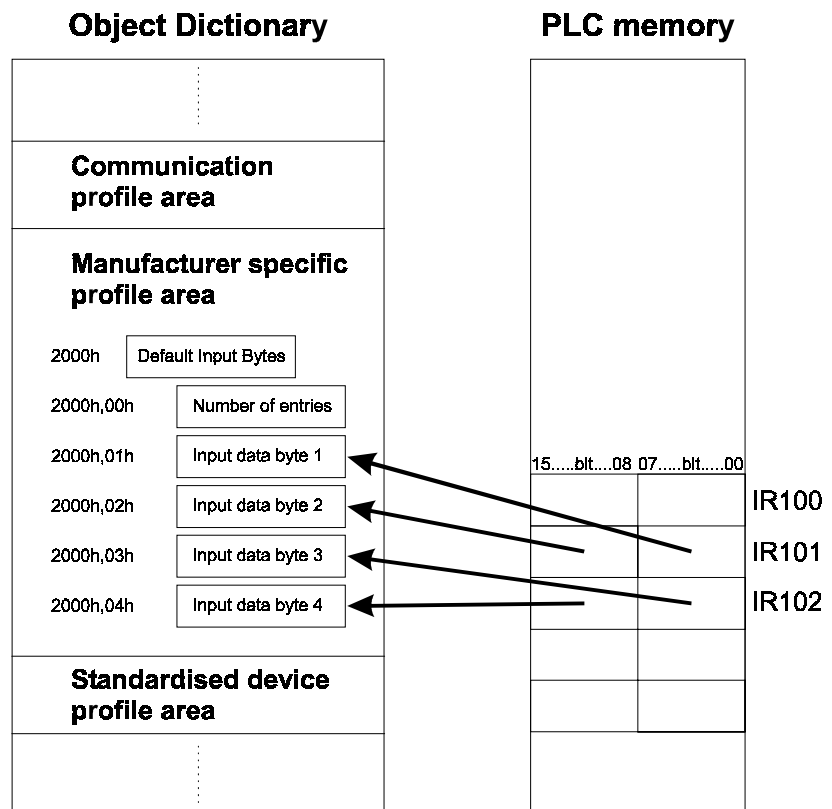 Object Dictionary
PLC memory
Communication
profile area
Manufacturer specific
profile area
2000h
Default Input Bytes
2000h,00h
Number of entries
2000h,01h
Input data byte 1
2000h,02h
Input data byte 2
2000h,03h
Input data byte 3
2000h,04h
Input data byte 4
Standardised device
profile area
15.....bit....08 07.....bit.....00
IR100
IR101
IR102